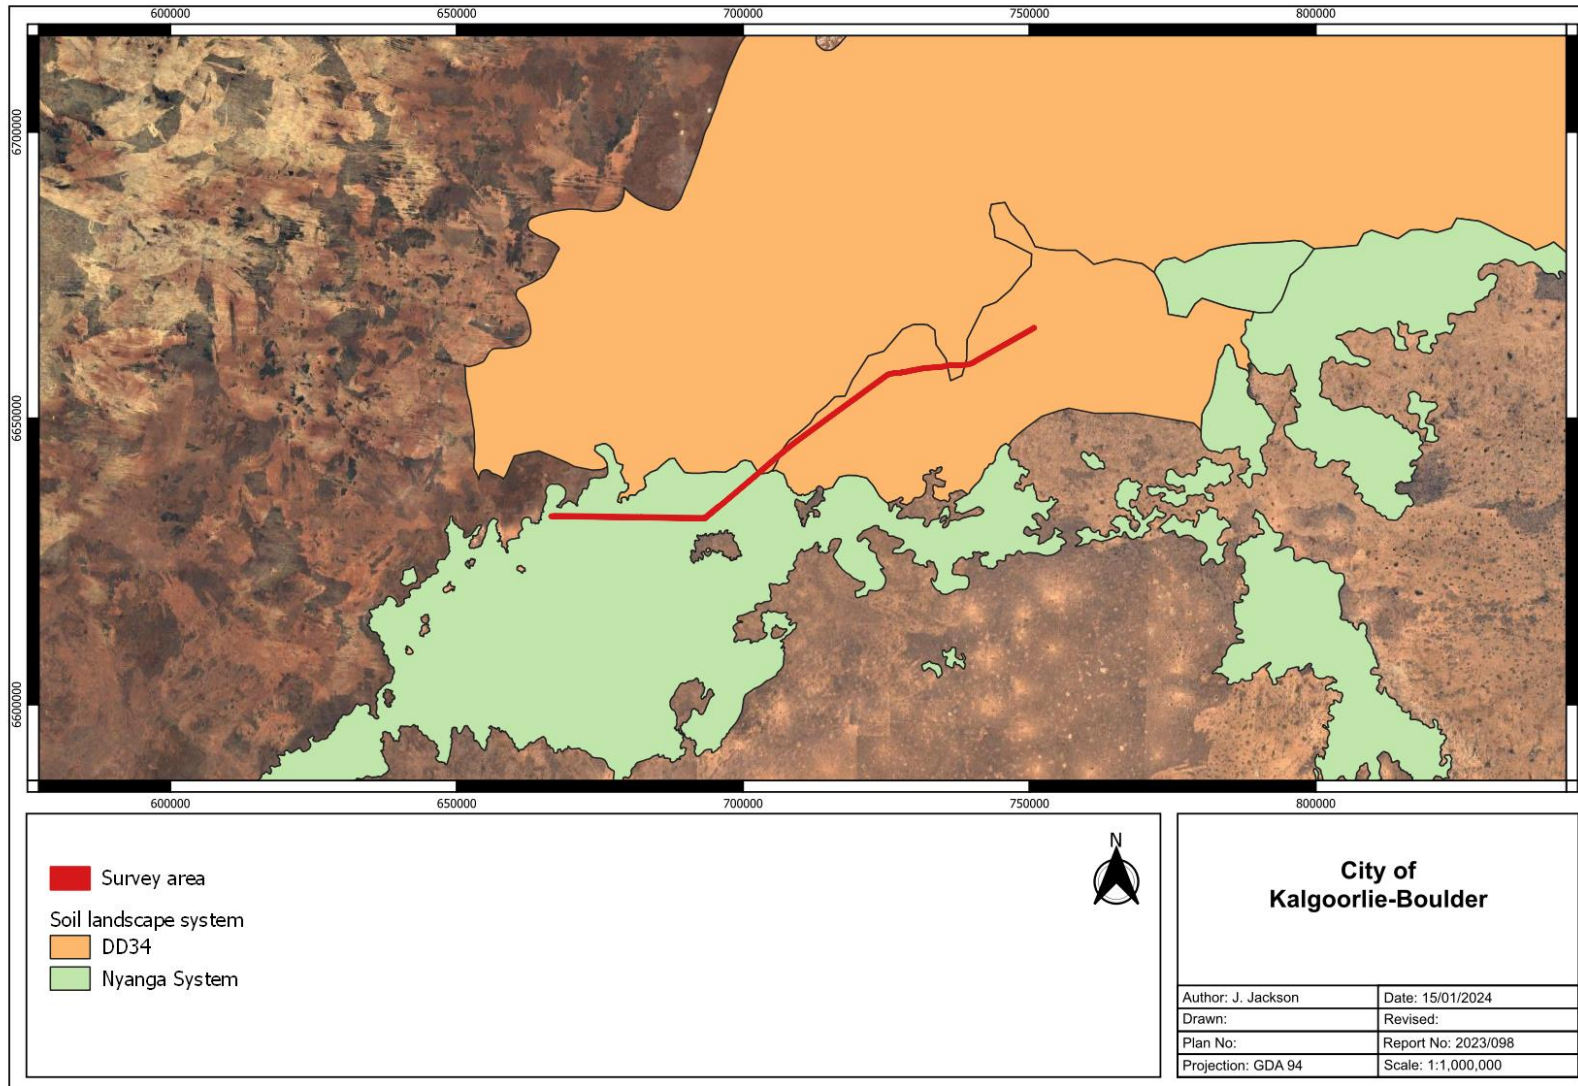 600000
650000
700000
750000
800000
6700000
6650000
6600000
600000
650000
700000
750000
800000
Survey area
Soil landscape system
DD34
Nyanga System
N
City of
Kalgoorlie-Boulder
Author: J. Jackson
Date: 15/01/2024
Drawn:
Revised:
Plan No:
Report No: 2023/098
Projection: GDA 94
Scale: 1:1,000,000